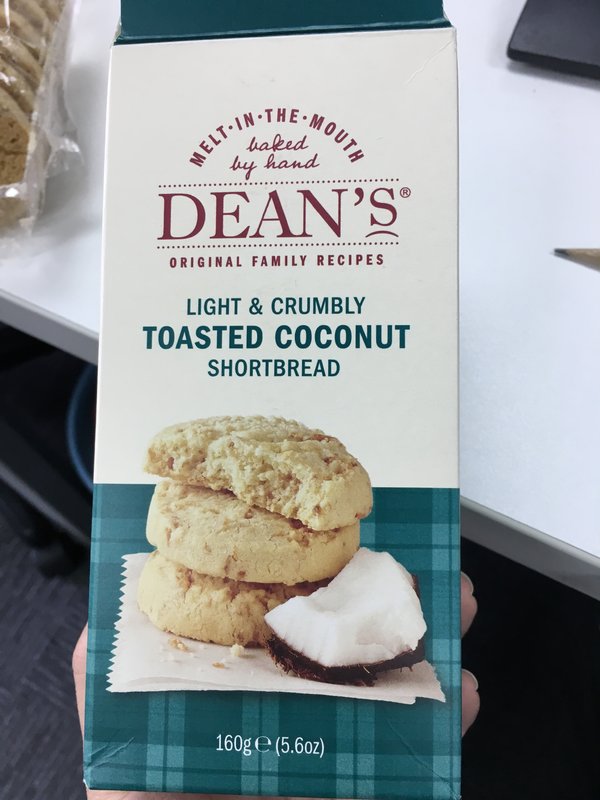 MELT·IN·THE·MOUTH
baked
by hand
DEAN'S®
ORIGINAL FAMILY RECIPES
LIGHT & CRUMBLY
TOASTED COCONUT
SHORTBREAD
160g ℮ (5.6oz)